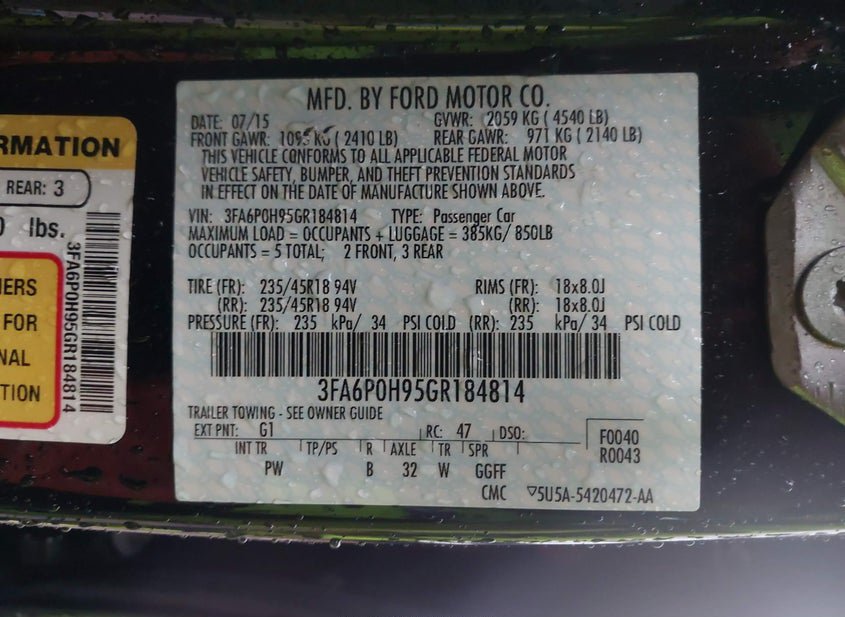 MFD. BY FORD MOTOR CO.
DATE: 07/15 GVWR: 2059 KG ( 4540 LB)
FRONT GAWR: 1095 KG ( 2410 LB) REAR GAWR: 971 KG ( 2140 LB)
THIS VEHICLE CONFORMS TO ALL APPLICABLE FEDERAL MOTOR
VEHICLE SAFETY, BUMPER, AND THEFT PREVENTION STANDARDS
IN EFFECT ON THE DATE OF MANUFACTURE SHOWN ABOVE.
VIN: 3FA6P0H95GR184814 TYPE: Passenger Car
MAXIMUM LOAD = OCCUPANTS + LUGGAGE = 385KG/ 850LB
OCCUPANTS = 5 TOTAL; 2 FRONT, 3 REAR
TIRE (FR): 235/45R18 94V RIMS (FR): 18x8.0J
(RR): 235/45R18 94V (RR): 18x8.0J
PRESSURE (FR): 235 kPa/ 34 PSI COLD (RR): 235 kPa/ 34 PSI COLD
3FA6P0H95GR184814
TRAILER TOWING - SEE OWNER GUIDE
EXT PNT: G1 RC: 47 DSO: F0040
R0043
INT TR TP/PS R AXLE TR SPR
PW B 32 W GGFF
CMC ▽5U5A-5420472-AA
RMATION
REAR: 3
lbs.
3FA6P0H95GR184814
FOR